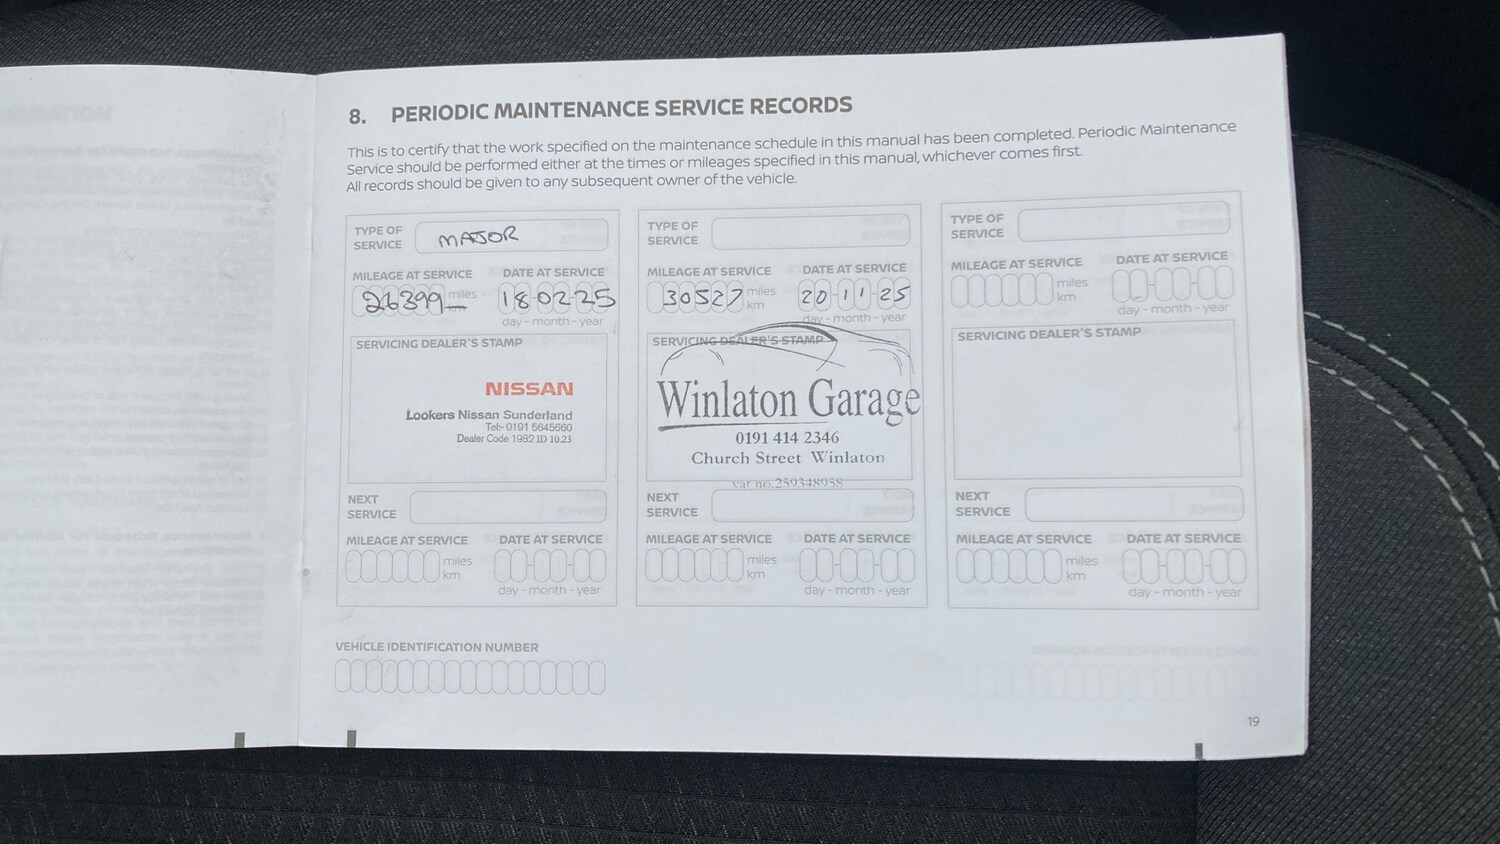 8. PERIODIC MAINTENANCE SERVICE RECORDS
This is to certify that the work specified on the maintenance schedule in this manual has been completed. Periodic Maintenance
Service should be performed either at the times or mileages specified in this manual, whichever comes first.
All records should be given to any subsequent owner of the vehicle.
TYPE OF
SERVICE MAJOR
MILEAGE AT SERVICE DATE AT SERVICE
26399 miles 18-02-25
km
day - month - year
SERVICING DEALER'S STAMP
NISSAN
Lookers Nissan Sunderland
Tel:- 0191 5645660
Dealer Code 1982 ID 10.23
NEXT
SERVICE
MILEAGE AT SERVICE DATE AT SERVICE
miles
km
day - month - year
TYPE OF
SERVICE
MILEAGE AT SERVICE DATE AT SERVICE
30527 miles 20-11-25
km
day - month - year
SERVICING DEALER'S STAMP
Winlaton Garage
0191 414 2346
Church Street Winlaton
vat no.259348958
NEXT
SERVICE
MILEAGE AT SERVICE DATE AT SERVICE
miles
km
day - month - year
TYPE OF
SERVICE
MILEAGE AT SERVICE DATE AT SERVICE
miles
km
day - month - year
SERVICING DEALER'S STAMP
NEXT
SERVICE
MILEAGE AT SERVICE DATE AT SERVICE
miles
km
day - month - year
VEHICLE IDENTIFICATION NUMBER
19